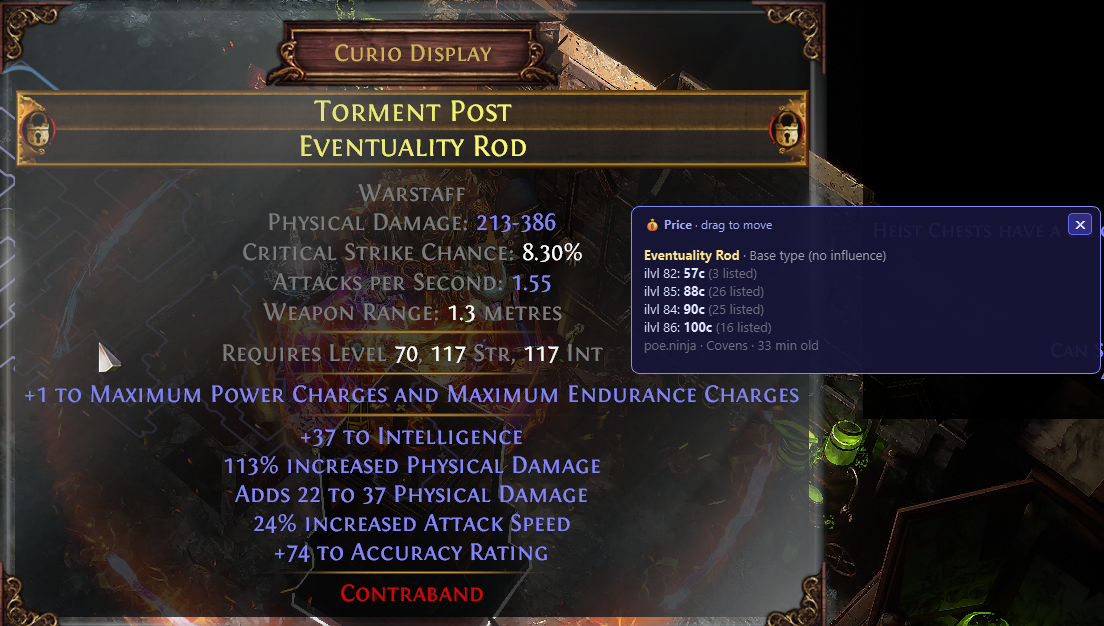 Curio Display
Torment Post
Eventuality Rod
Warstaff
Physical Damage: 213-386
Critical Strike Chance: 8.30%
Attacks per Second: 1.55
Weapon Range: 1.3 metres
Requires Level 70, 117 Str, 117 Int
+1 to Maximum Power Charges and Maximum Endurance Charges
+37 to Intelligence
113% increased Physical Damage
Adds 22 to 37 Physical Damage
24% increased Attack Speed
+74 to Accuracy Rating
Contraband
Price · drag to move
Heist Chests have a
Eventuality Rod · Base type (no influence)
ilvl 82: 57c (3 listed)
ilvl 85: 88c (26 listed)
ilvl 84: 90c (25 listed)
ilvl 86: 100c (16 listed)
poe.ninja · Covens · 33 min old
Can